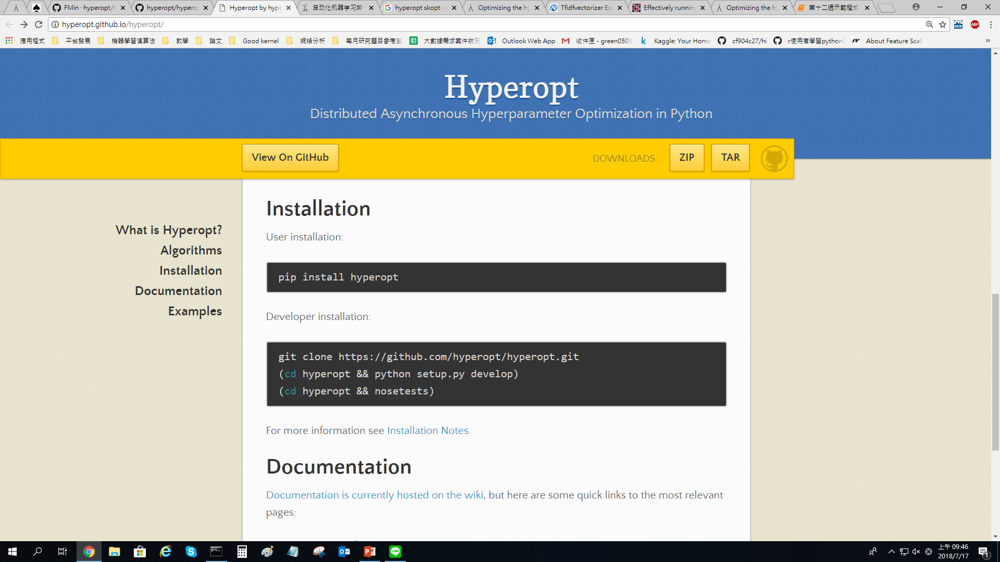 FMin · hyperopt/h
hyperopt/hypero
Hyperopt by hype
自动化机器学习第
hyperopt skopt -
Optimizing the hy
Tfidfvectorizer Exa
Effectively running
Optimizing the hy
第十二週示範程式
hyperopt.github.io/hyperopt/
應用程式
平台發展
機器學習演算法
教學
論文
Good kernel
網絡分析
每月研究題目參考資
大數據需求案件狀況
Outlook Web App
收件匣 - green0503
Kaggle: Your Home
cf904c27/hi
r使用者學習python
About Feature Scali
»
Hyperopt
Distributed Asynchronous Hyperparameter Optimization in Python
View On GitHub
DOWNLOADS:
ZIP
TAR
What is Hyperopt?
Algorithms
Installation
Documentation
Examples
Installation
User installation:
pip install hyperopt
Developer installation:
git clone https://github.com/hyperopt/hyperopt.git
(cd hyperopt && python setup.py develop)
(cd hyperopt && nosetests)
For more information see Installation Notes.
Documentation
Documentation is currently hosted on the wiki, but here are some quick links to the most relevant
pages:
上午 09:46
2018/7/17
1